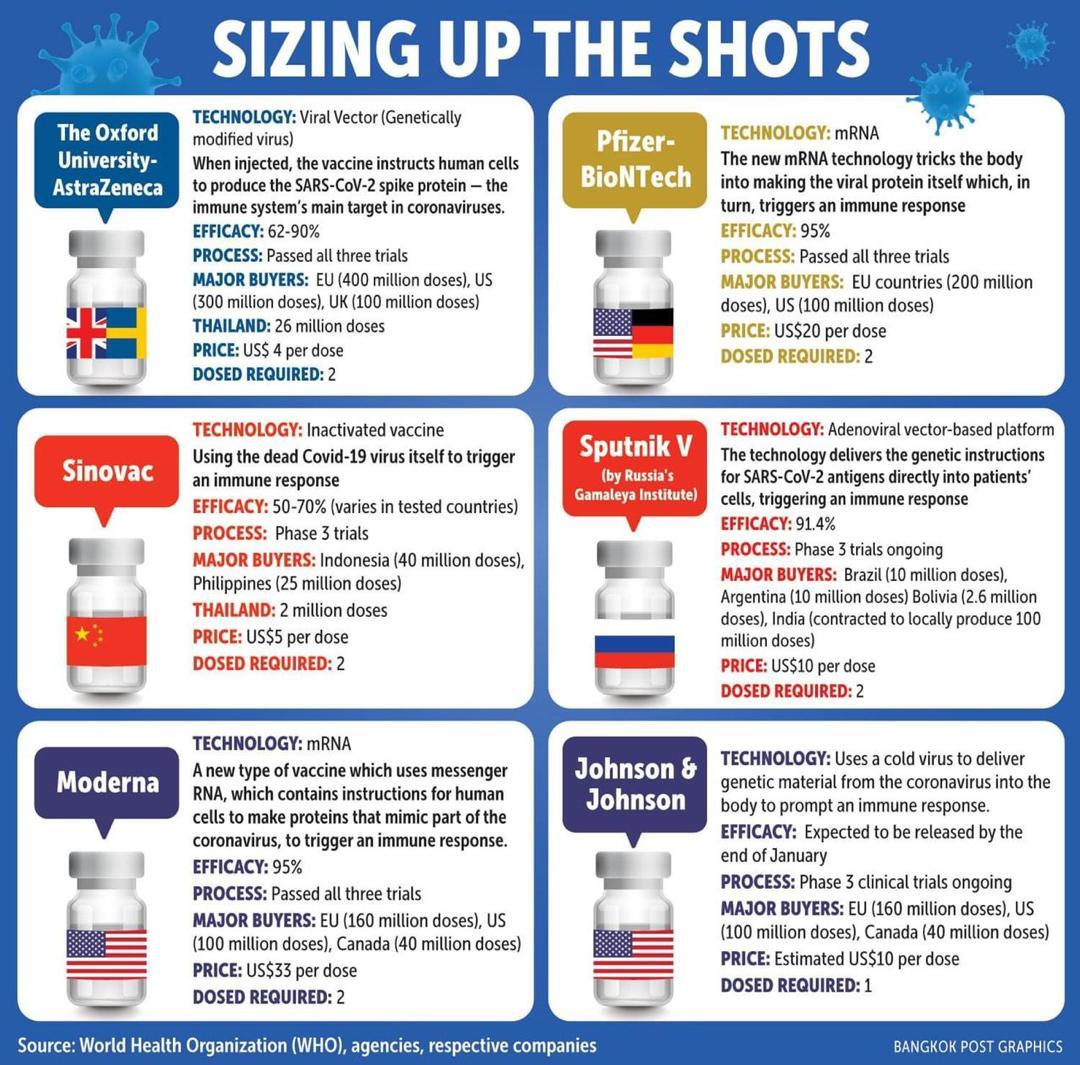 SIZING UP THE SHOTS
The Oxford
University-
AstraZeneca
TECHNOLOGY: Viral Vector (Genetically
modified virus)
When injected, the vaccine instructs human cells
to produce the SARS-CoV-2 spike protein — the
immune system's main target in coronaviruses.
EFFICACY: 62-90%
PROCESS: Passed all three trials
MAJOR BUYERS: EU (400 million doses), US
(300 million doses), UK (100 million doses)
THAILAND: 26 million doses
PRICE: US$ 4 per dose
DOSED REQUIRED: 2
Pfizer-
BioNTech
TECHNOLOGY: mRNA
The new mRNA technology tricks the body
into making the viral protein itself which, in
turn, triggers an immune response
EFFICACY: 95%
PROCESS: Passed all three trials
MAJOR BUYERS: EU countries (200 million
doses), US (100 million doses)
PRICE: US$20 per dose
DOSED REQUIRED: 2
Sinovac
TECHNOLOGY: Inactivated vaccine
Using the dead Covid-19 virus itself to trigger
an immune response
EFFICACY: 50-70% (varies in tested countries)
PROCESS: Phase 3 trials
MAJOR BUYERS: Indonesia (40 million doses),
Philippines (25 million doses)
THAILAND: 2 million doses
PRICE: US$5 per dose
DOSED REQUIRED: 2
Sputnik V
(by Russia's
Gamaleya Institute)
TECHNOLOGY: Adenoviral vector-based platform
The technology delivers the genetic instructions
for SARS-CoV-2 antigens directly into patients'
cells, triggering an immune response
EFFICACY: 91.4%
PROCESS: Phase 3 trials ongoing
MAJOR BUYERS: Brazil (10 million doses),
Argentina (10 million doses) Bolivia (2.6 million
doses), India (contracted to locally produce 100
million doses)
PRICE: US$10 per dose
DOSED REQUIRED: 2
Moderna
TECHNOLOGY: mRNA
A new type of vaccine which uses messenger
RNA, which contains instructions for human
cells to make proteins that mimic part of the
coronavirus, to trigger an immune response.
EFFICACY: 95%
PROCESS: Passed all three trials
MAJOR BUYERS: EU (160 million doses), US
(100 million doses), Canada (40 million doses)
PRICE: US$33 per dose
DOSED REQUIRED: 2
Johnson &
Johnson
TECHNOLOGY: Uses a cold virus to deliver
genetic material from the coronavirus into the
body to prompt an immune response.
EFFICACY: Expected to be released by the
end of January
PROCESS: Phase 3 clinical trials ongoing
MAJOR BUYERS: EU (160 million doses), US
(100 million doses), Canada (40 million doses)
PRICE: Estimated US$10 per dose
DOSED REQUIRED: 1
Source: World Health Organization (WHO), agencies, respective companies
BANGKOK POST GRAPHICS